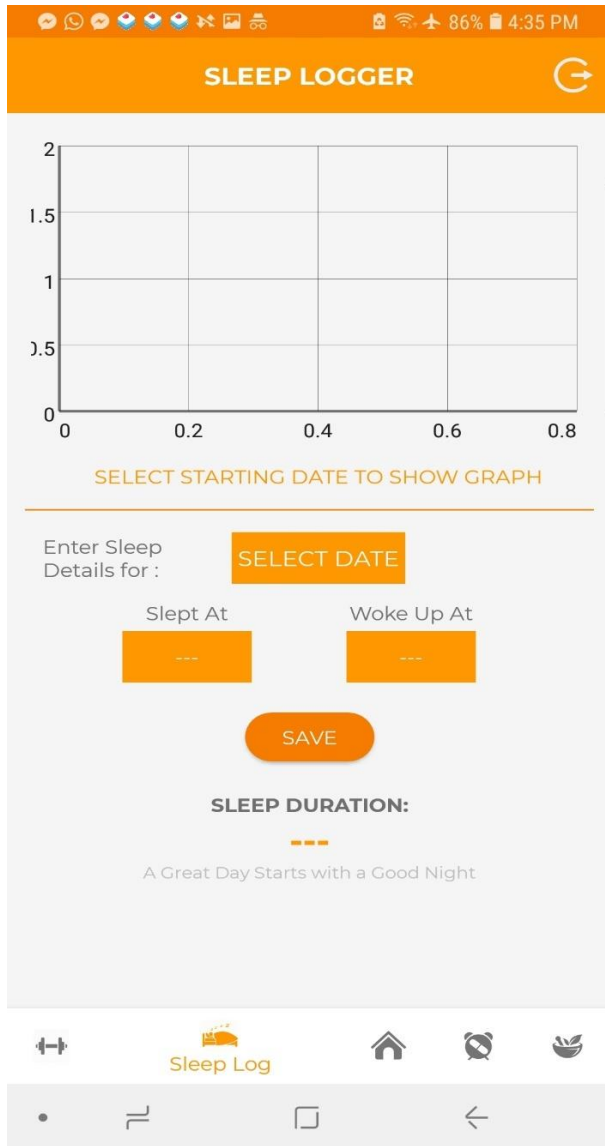 86% 4:35 PM
SLEEP LOGGER
2
1.5
1
0.5
0
0 0.2 0.4 0.6 0.8
SELECT STARTING DATE TO SHOW GRAPH
Enter Sleep
Details for :
SELECT DATE
Slept At Woke Up At
--- ---
SAVE
SLEEP DURATION:
---
A Great Day Starts with a Good Night
Sleep Log